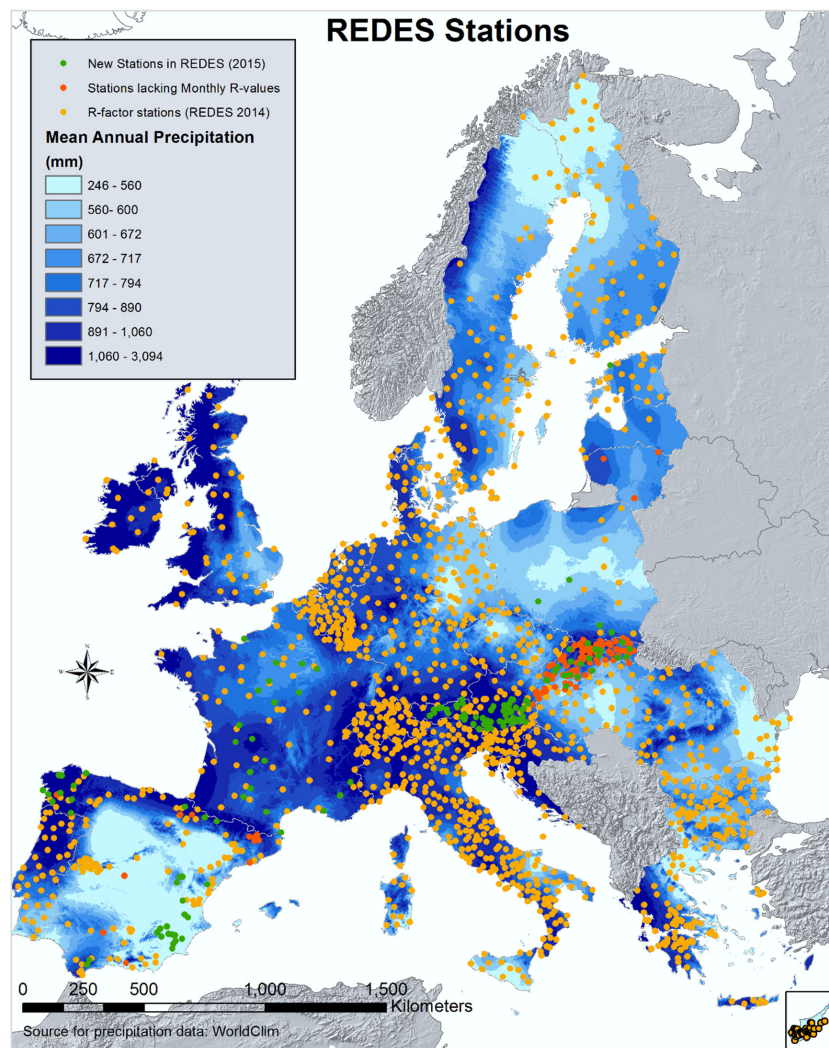 REDES Stations
New Stations in REDES (2015)
Stations lacking Monthly R-values
R-factor stations (REDES 2014)
Mean Annual Precipitation
(mm)
246 - 560
560- 600
601 - 672
672 - 717
717 - 794
794 - 890
891 - 1,060
1,060 - 3,094
N
W E
S
0 250 500 1,000 1,500
Kilometers
Source for precipitation data: WorldClim